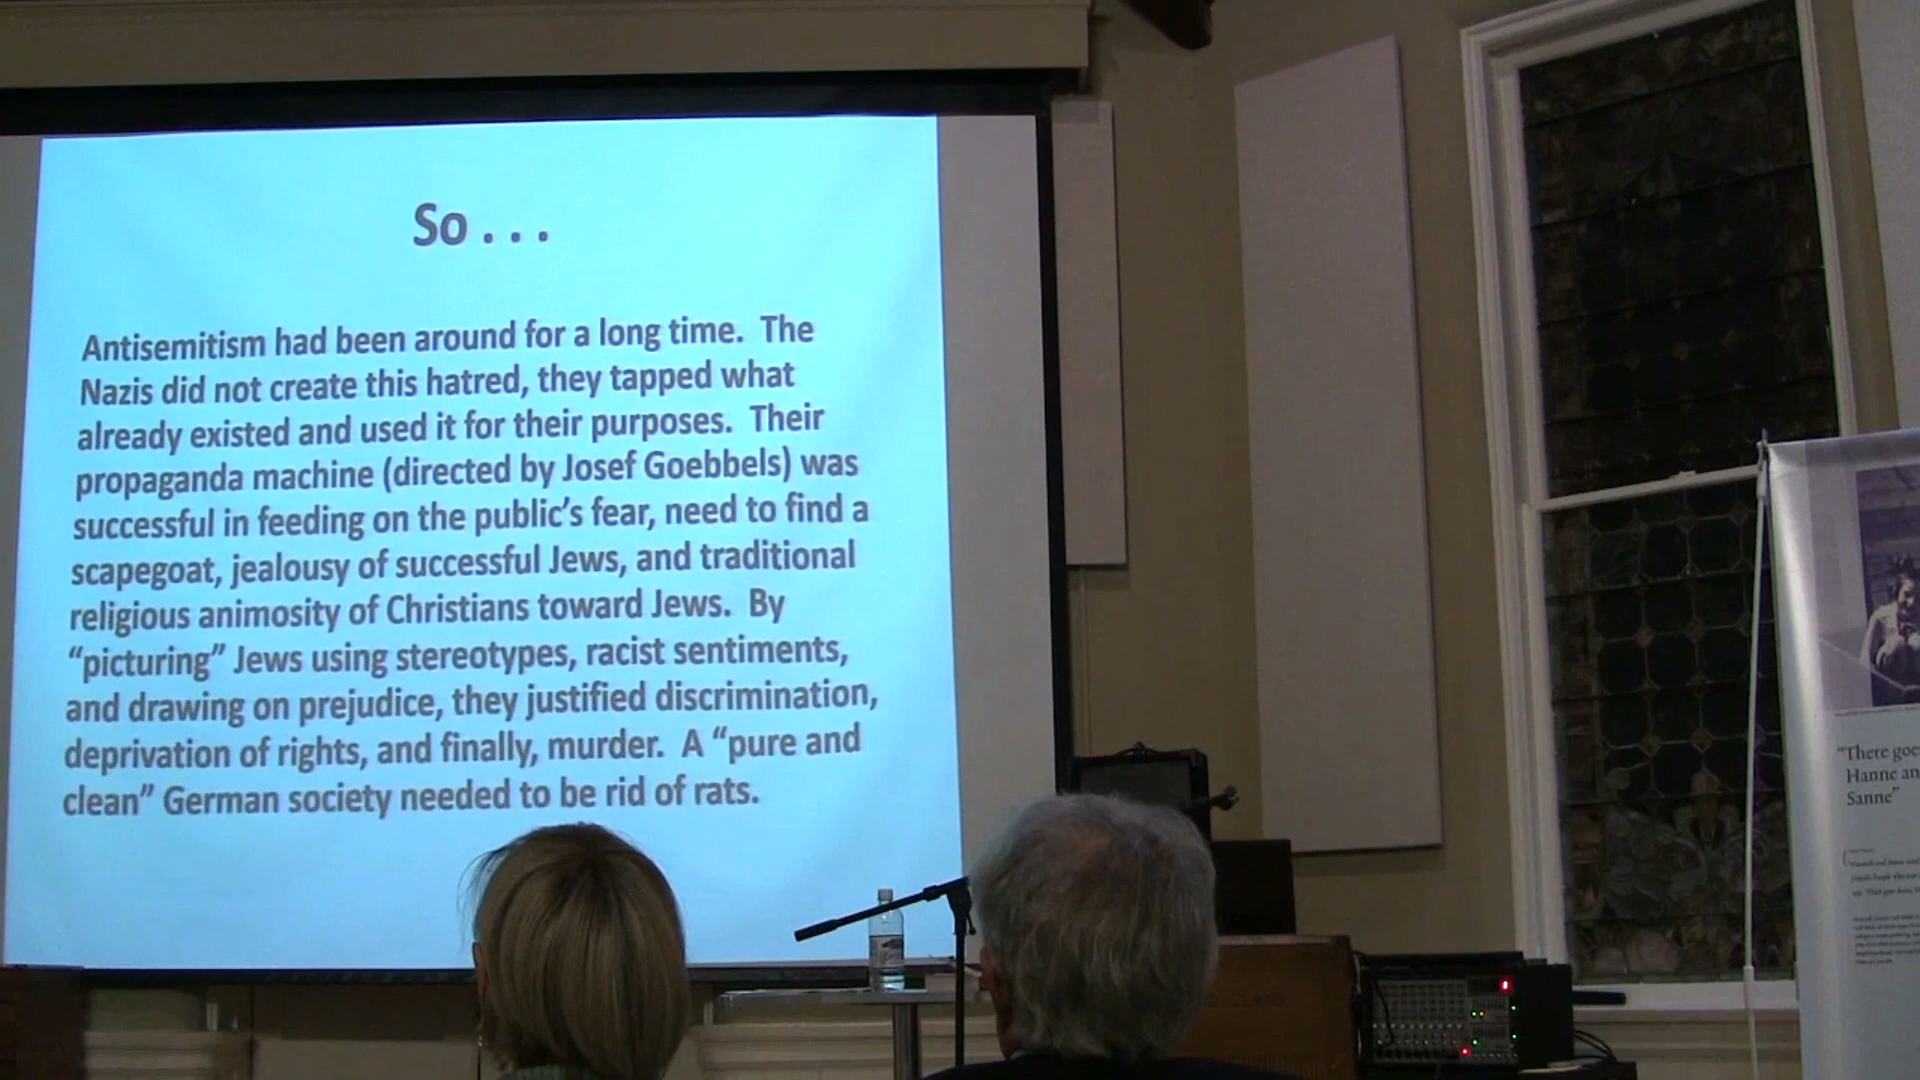 So . . .
Antisemitism had been around for a long time. The
Nazis did not create this hatred, they tapped what
already existed and used it for their purposes. Their
propaganda machine (directed by Josef Goebbels) was
successful in feeding on the public's fear, need to find a
scapegoat, jealousy of successful Jews, and traditional
religious animosity of Christians toward Jews. By
“picturing” Jews using stereotypes, racist sentiments,
and drawing on prejudice, they justified discrimination,
deprivation of rights, and finally, murder. A “pure and
clean” German society needed to be rid of rats.
“There goe
Hanne an
Sanne”